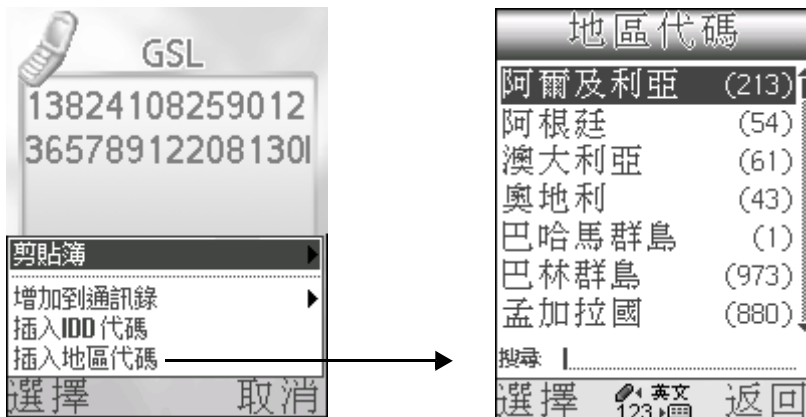 GSL
13824108259012
36578912208130
剪貼簿
增加到通訊錄
插入IDD代碼
插入地區代碼
選擇 取消
地區代碼
阿爾及利亞 (213)
阿根廷 (54)
澳大利亞 (61)
奧地利 (43)
巴哈馬群島 (1)
巴林群島 (973)
孟加拉國 (880)
搜尋:
選擇 123 英文 返回